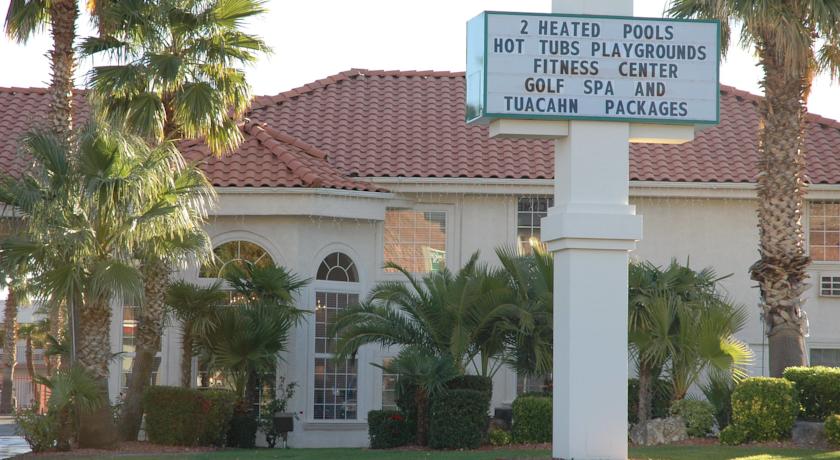 2 HEATED POOLS
HOT TUBS PLAYGROUNDS
FITNESS CENTER
GOLF SPA AND
TUACAHN PACKAGES